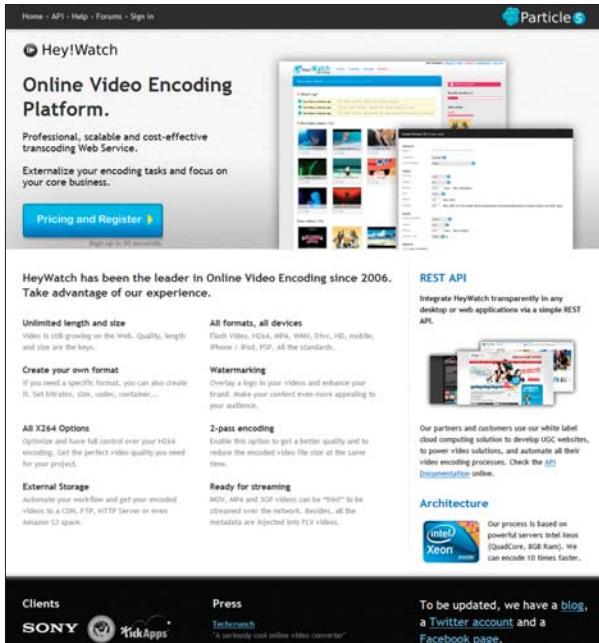 Home - API - Help - Forums - Sign In
Particle S
Hey!Watch
Online Video Encoding
Platform.
Professional, scalable and cost-effective
transcoding Web Service.
Externalize your encoding tasks and focus on
your core business.
Pricing and Register
Sign up in 30 seconds.
HeyWatch has been the leader in Online Video Encoding since 2006.
Take advantage of our experience.
Unlimited length and size
Video is still growing on the Web. Quality, length
and size are the keys.
All formats, all devices
Flash Video, H264, MP4, WMV, Divx, HD, mobile,
iPhone / iPod, PSP. All the standards.
Create your own format
If you need a specific format, you can also create
it. Set bitrates, size, codec, container...
Watermarking
Overlay a logo in your videos and enhance your
brand. Make your content even more appealing to
your audience.
All X264 Options
Optimize and have full control over your H264
encoding. Get the perfect video quality you need
for your project.
2-pass encoding
Enable this option to get a better quality and to
reduce the encoded video file size at the same
time.
External Storage
Automate your workflow and get your encoded
videos to a CDN, FTP, HTTP Server or even
Amazon S3 space.
Ready for streaming
MOV, MP4 and 3GP videos can be "hint" to be
streamed over the network. Besides, all the
metadata are injected into FLV videos.
REST API
Integrate HeyWatch transparently in any
desktop or web applications via a simple REST
API.
Our partners and customers use our white label
cloud computing solution to develop UGC websites,
to power video solutions, and automate all their
video encoding processes. Check the API
Documentation online.
Architecture
intel
Xeon
inside
Our process is based on
powerful servers Intel Xeon
(QuadCore, 8GB Ram). We
can encode 10 times faster.
Clients
SONY
TickApps
Press
Techcrunch
"A seriously cool online video converter"
To be updated, we have a blog,
a Twitter account and a
Facebook page.